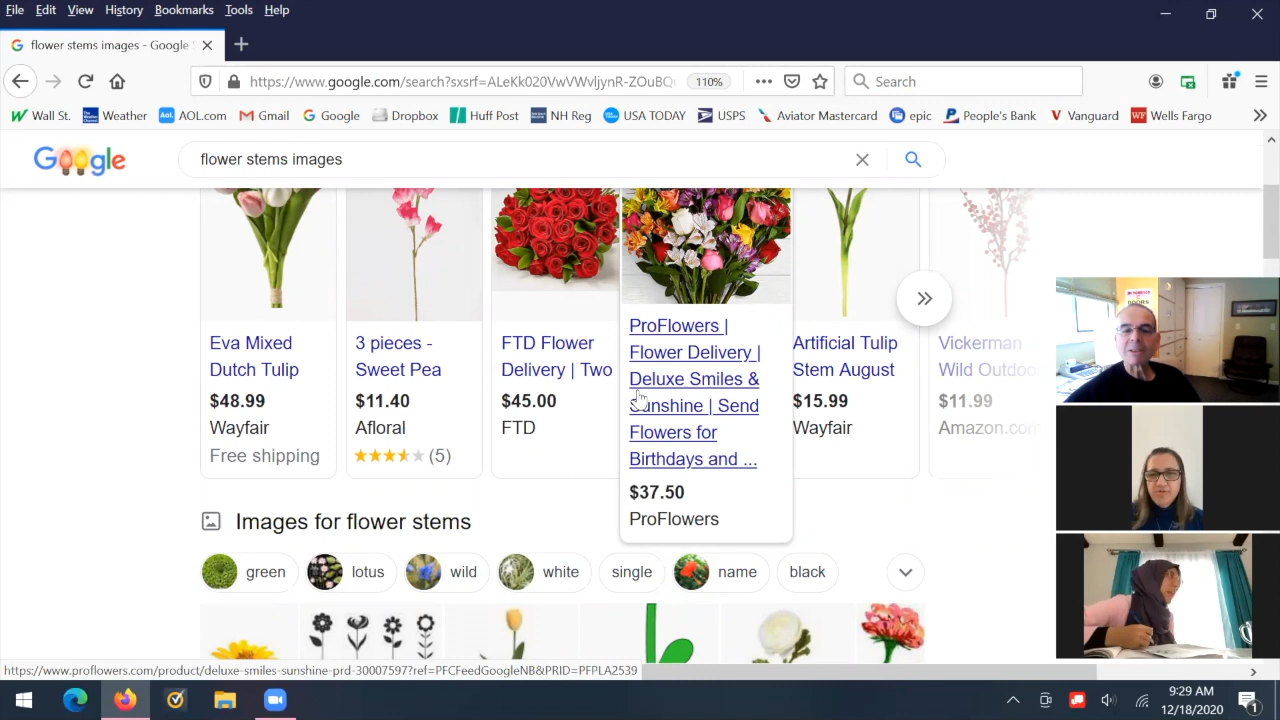 File Edit View History Bookmarks Tools Help
flower stems images - Google
https://www.google.com/search?sxsrf=ALeKk020VwVWvljynR-ZOuBQ
110%
Search
Wall St. Weather AOL.com Gmail Google Dropbox Huff Post NH Reg USA TODAY USPS Aviator Mastercard epic People's Bank Vanguard Wells Fargo
Google
flower stems images
Eva Mixed
Dutch Tulip
$48.99
Wayfair
Free shipping
3 pieces -
Sweet Pea
$11.40
Afloral
(5)
FTD Flower
Delivery | Two
$45.00
FTD
ProFlowers |
Flower Delivery |
Deluxe Smiles &
Sunshine | Send
Flowers for
Birthdays and ...
$37.50
ProFlowers
Artificial Tulip
Stem August
$15.99
Wayfair
Vickerman
Wild Outdoo
$11.99
Amazon.com
Images for flower stems
green lotus wild white single name black
https://www.proflowers.com/product/deluxe-smiles-sunshine-prd-30007597?ref=PFCFeedGoogleNB&PRID=PFPLA2539
9:29 AM
12/18/2020
1